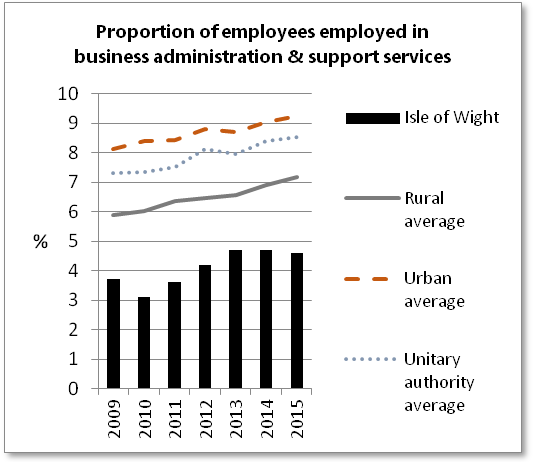 Proportion of employees employed in
business administration & support services
10
9
8
7
6
5
4
3
2
1
0
%
2009
2010
2011
2012
2013
2014
2015
Isle of Wight
Rural
average
Urban
average
Unitary
authority
average